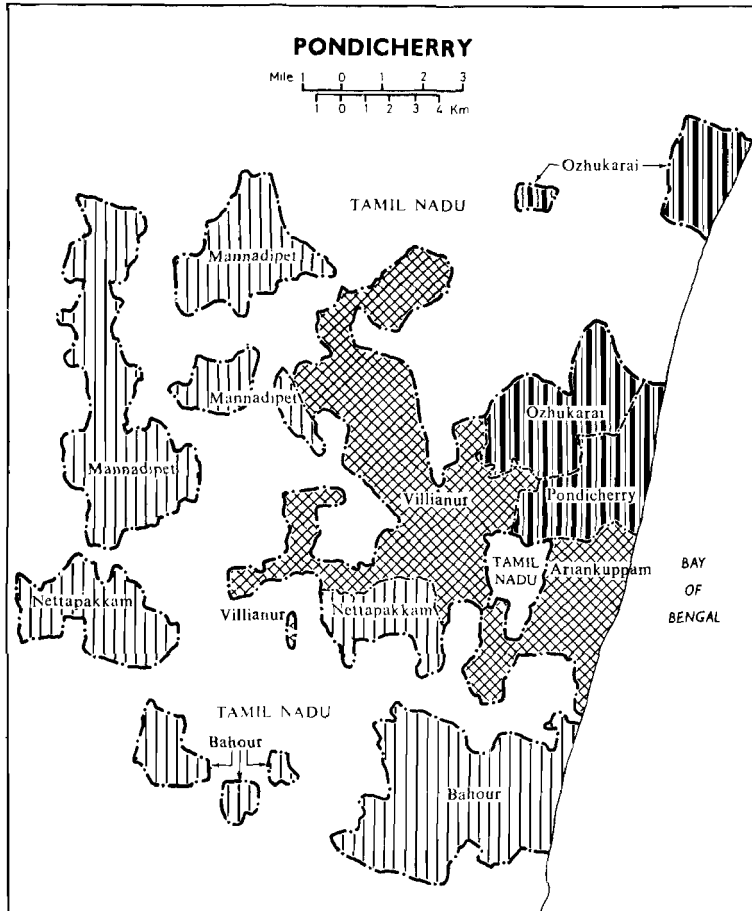 PONDICHERRY
Mile 1 0 1 2 3
1 0 1 2 3 4 Km
Ozhukarai
TAMIL NADU
Mannadipet
Mannadipet
Ozhukarai
Mannadipet
Villianur
Pondicherry
TAMIL
NADU
Ariankuppam
BAY
OF
BENGAL
Nettapakkam
Villianur
Nettapakkam
TAMIL NADU
Bahour
Bahour